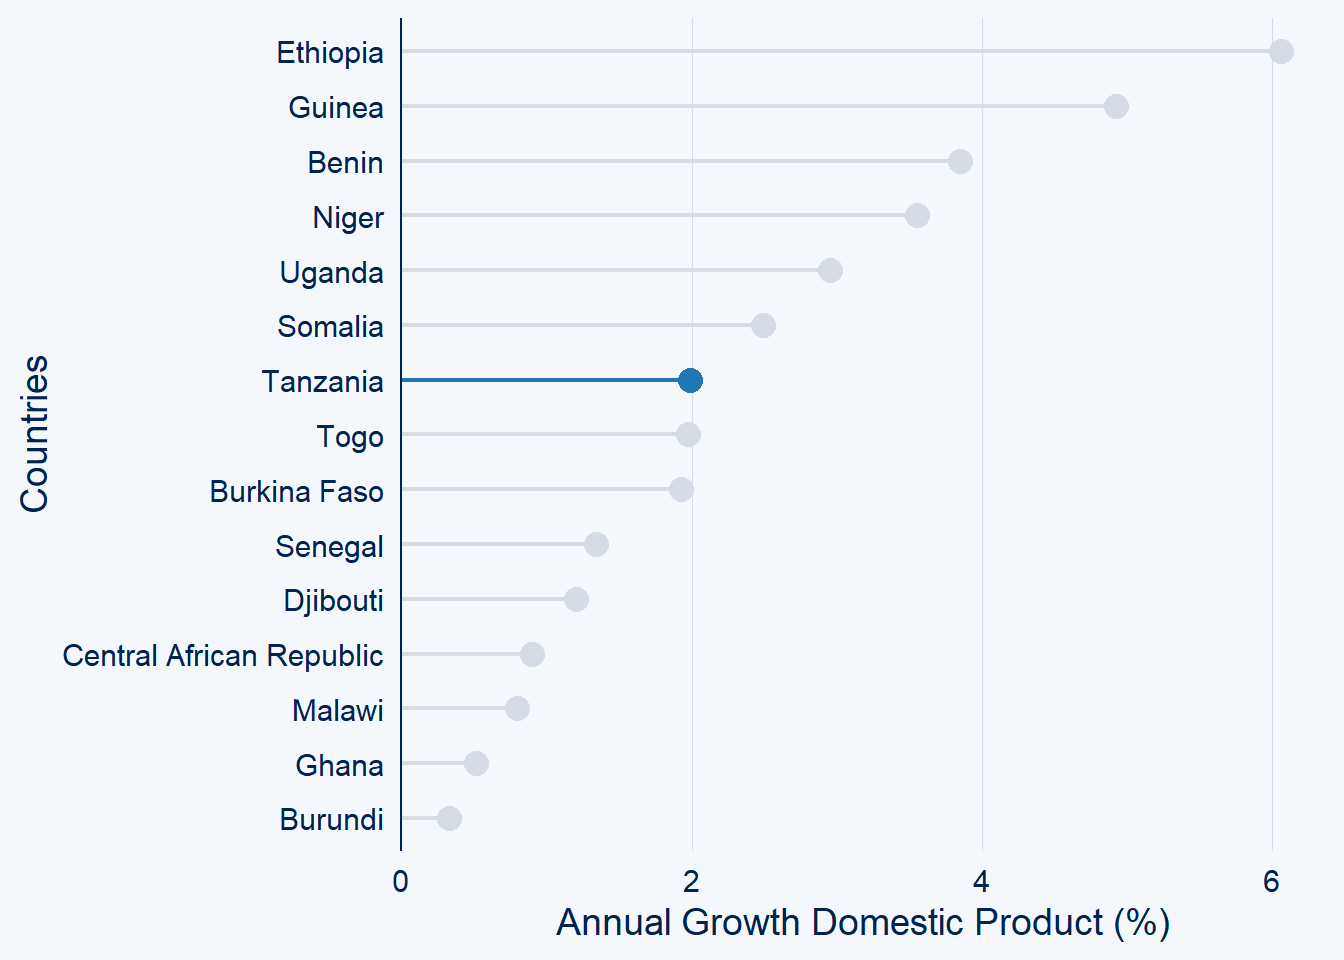 Ethiopia
Guinea
Benin
Niger
Uganda
Somalia
Tanzania
Togo
Burkina Faso
Senegal
Djibouti
Central African Republic
Malawi
Ghana
Burundi
Countries
0 2 4 6
Annual Growth Domestic Product (%)